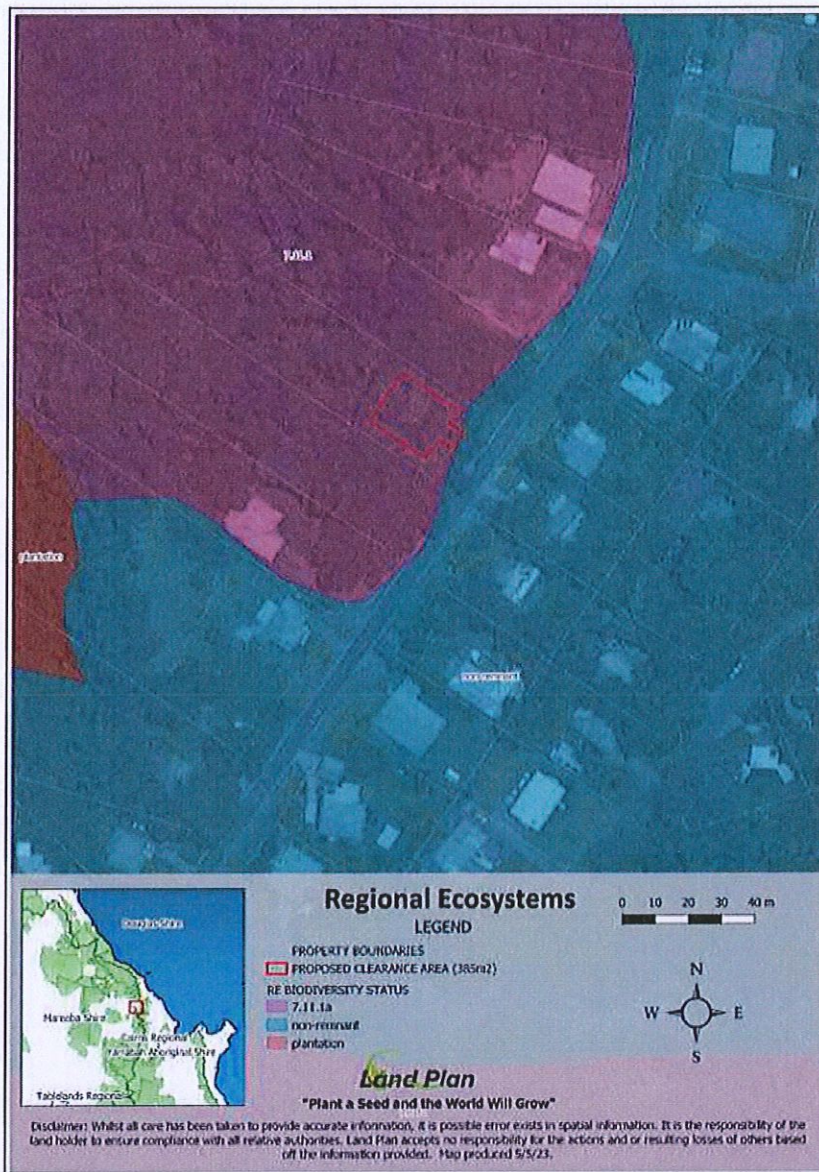 plantation
non-remnant
Regional Ecosystems
LEGEND
0 10 20 30 40 m
PROPERTY BOUNDARIES
PROPOSED CLEARANCE AREA (385m2)
RE BIODIVERSITY STATUS
7.11.1a
non-remnant
plantation
N
W E
S
Douglas Shire
Mareeba Shire
Cairns Regional
Yarrabah Aboriginal Shire
Tablelands Regional
Land Plan
"Plant a Seed and the World Will Grow"
Disclaimer: Whilst all care has been taken to provide accurate information, it is possible error exists in spatial information. It is the responsibility of the
land holder to ensure compliance with all relative authorities. Land Plan accepts no responsibility for the actions and or resulting losses of others based
off the information provided. Map produced 5/5/23.